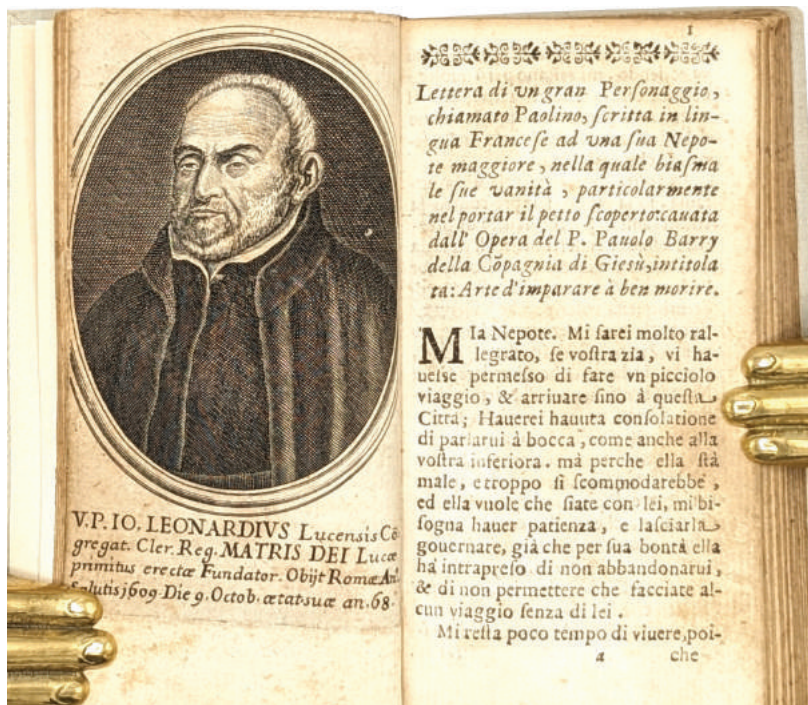 V.P. IO. LEONARDIVS Lucensis Cō
gregat. Cler. Reg. MATRIS DEI Lucæ
primitus erectæ Fundator. Obijt Romæ An.
Salutis 1609 Die 9. Octob. ætat. suæ an. 68.
1
Lettera di vn gran Perſonaggio,
chiamato Paolino, ſcritta in lin-
gua Franceſe ad vna ſua Nepo-
te maggiore, nella quale biaſma
le ſue vanità, particolarmente
nel portar il petto ſcoperto: cauata
dall' Opera del P. Pauolo Barry
della Cōpagnia di Gieſù, intitola
ta: Arte d'imparare à ben morire.
MIa Nepote. Mi ſarei molto ral-
legrato, ſe voſtra zia, vi ha-
ueſſe permeſſo di fare vn picciolo
viaggio, & arriuare ſino à queſta
Città; Hauerei hauuta conſolatione
di parlarui à bocca, come anche alla
voſtra inferiora. mà perche ella ſtà
male, e troppo ſi ſcommodarebbe,
ed ella vuole che ſiate con lei, mi bi-
ſogna hauer patienza, e laſciarla
gouernare, già che per ſua bontà ella
ha intrapreſo di non abbandonarui,
& di non permettere che facciate al-
cun viaggio ſenza di lei.
Mi reſta poco tempo di viuere, poi-
a che